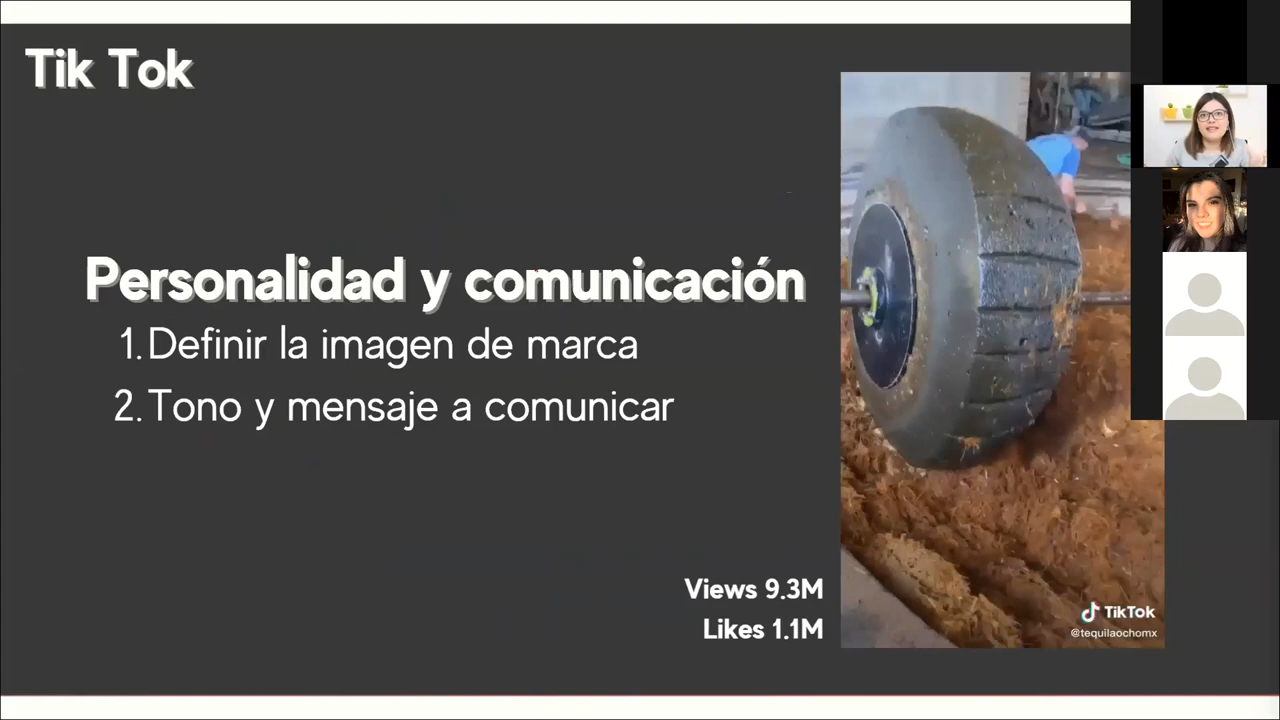 Tik Tok
Personalidad y comunicación
1. Definir la imagen de marca
2. Tono y mensaje a comunicar
Views 9.3M
Likes 1.1M
TikTok
@tequilaochomx